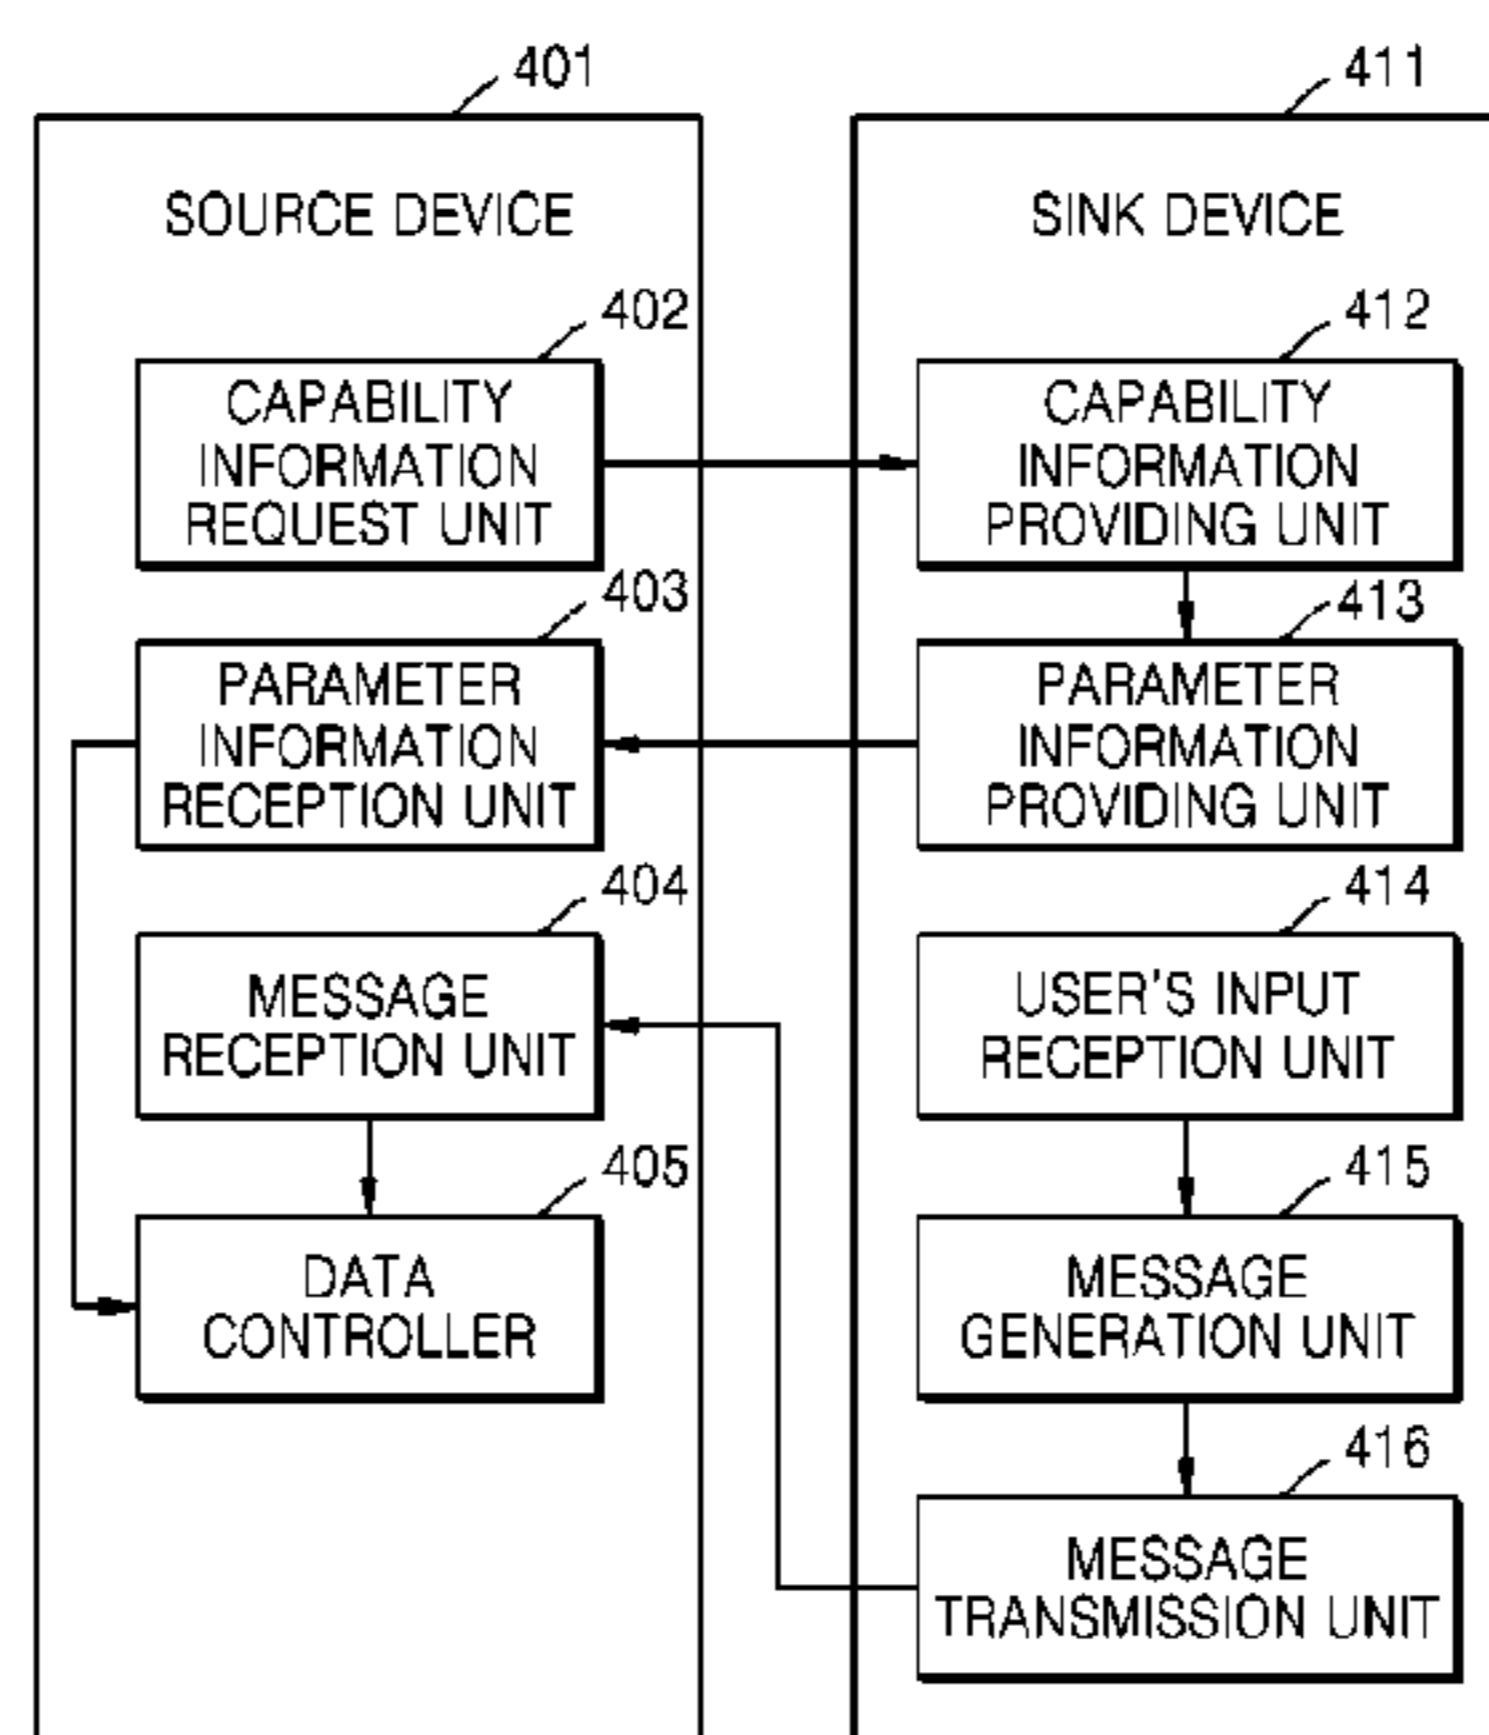 401
SOURCE DEVICE
402
CAPABILITY
INFORMATION
REQUEST UNIT
403
PARAMETER
INFORMATION
RECEPTION UNIT
404
MESSAGE
RECEPTION UNIT
405
DATA
CONTROLLER
411
SINK DEVICE
412
CAPABILITY
INFORMATION
PROVIDING UNIT
413
PARAMETER
INFORMATION
PROVIDING UNIT
414
USER'S INPUT
RECEPTION UNIT
415
MESSAGE
GENERATION UNIT
416
MESSAGE
TRANSMISSION UNIT